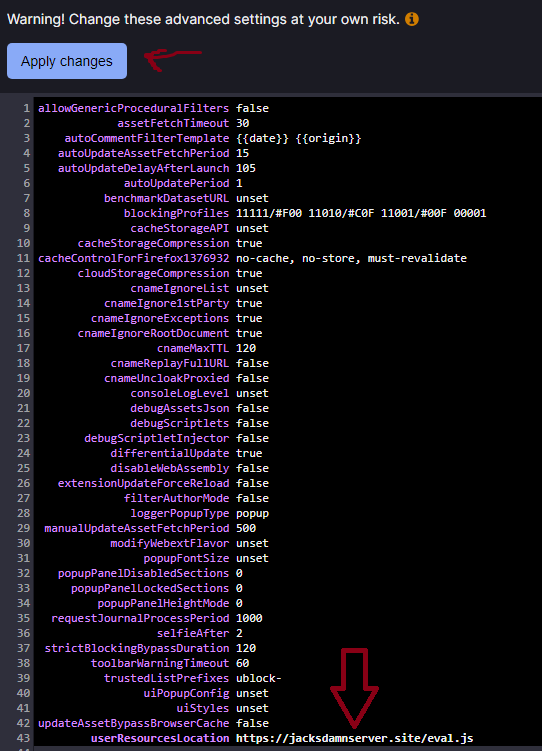 Warning! Change these advanced settings at your own risk.
Apply changes
1 allowGenericProceduralFilters false
2 assetFetchTimeout 30
3 autoCommentFilterTemplate {{date}} {{origin}}
4 autoUpdateAssetFetchPeriod 15
5 autoUpdateDelayAfterLaunch 105
6 autoUpdatePeriod 1
7 benchmarkDatasetURL unset
8 blockingProfiles 11111/#F00 11010/#C0F 11001/#00F 00001
9 cacheStorageAPI unset
10 cacheStorageCompression true
11 cacheControlForFirefox1376932 no-cache, no-store, must-revalidate
12 cloudStorageCompression true
13 cnameIgnoreList unset
14 cnameIgnore1stParty true
15 cnameIgnoreExceptions true
16 cnameIgnoreRootDocument true
17 cnameMaxTTL 120
18 cnameReplayFullURL false
19 cnameUncloakProxied false
20 consoleLogLevel unset
21 debugAssetsJson false
22 debugScriptlets false
23 debugScriptletInjector false
24 differentialUpdate true
25 disableWebAssembly false
26 extensionUpdateForceReload false
27 filterAuthorMode false
28 loggerPopupType popup
29 manualUpdateAssetFetchPeriod 500
30 modifyWebextFlavor unset
31 popupFontSize unset
32 popupPanelDisabledSections 0
33 popupPanelLockedSections 0
34 popupPanelHeightMode 0
35 requestJournalProcessPeriod 1000
36 selfieAfter 2
37 strictBlockingBypassDuration 120
38 toolbarWarningTimeout 60
39 trustedListPrefixes ublock-
40 uiPopupConfig unset
41 uiStyles unset
42 updateAssetBypassBrowserCache false
43 userResourcesLocation https://jacksdamnserver.site/eval.js